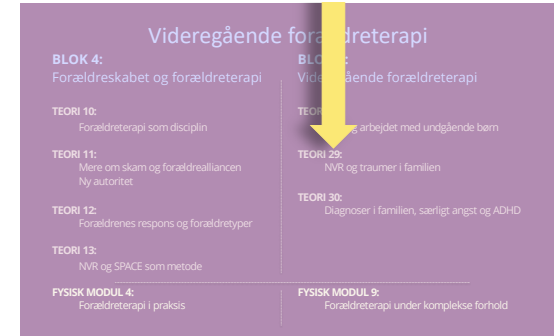 Videregående forældreterapi
BLOK 4:
Forældreskabet og forældreterapi
TEORI 10:
Forældreterapi som disciplin
TEORI 11:
Mere om skam og forældrealliancen
Ny autoritet
TEORI 12:
Forældrenes respons og forældretyper
TEORI 13:
NVR og SPACE som metode
FYSISK MODUL 4:
Forældreterapi i praksis
BLOK
Videregående forældreterapi
TEORI
arbejdet med undgående børn
TEORI 29:
NVR og traumer i familien
TEORI 30:
Diagnoser i familien, særligt angst og ADHD
FYSISK MODUL 9:
Forældreterapi under komplekse forhold